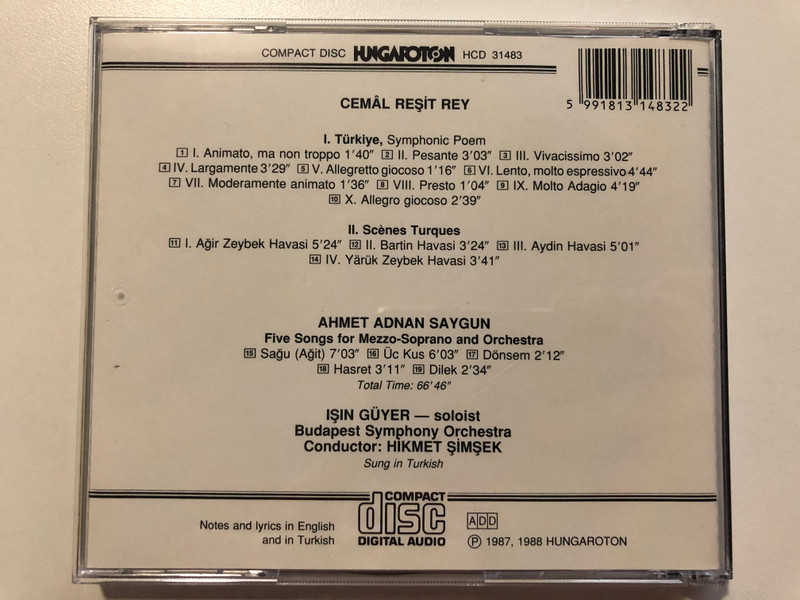 COMPACT DISC HUNGAROTON HCD 31483
5 991813 148322
CEMÂL REŞİT REY
I. Türkiye, Symphonic Poem
1 I. Animato, ma non troppo 1'40" 2 II. Pesante 3'03" 3 III. Vivacissimo 3'02"
4 IV. Largamente 3'29" 5 V. Allegretto giocoso 1'16" 6 VI. Lento, molto espressivo 4'44"
7 VII. Moderamente animato 1'36" 8 VIII. Presto 1'04" 9 IX. Molto Adagio 4'19"
10 X. Allegro giocoso 2'39"
II. Scènes Turques
11 I. Ağir Zeybek Havasi 5'24" 12 II. Bartin Havasi 3'24" 13 III. Aydin Havasi 5'01"
14 IV. Yärük Zeybek Havasi 3'41"
AHMET ADNAN SAYGUN
Five Songs for Mezzo-Soprano and Orchestra
15 Sağu (Ağit) 7'03" 16 Üc Kus 6'03" 17 Dönsem 2'12"
18 Hasret 3'11" 19 Dilek 2'34"
Total Time: 66'46"
IŞIN GÜYER — soloist
Budapest Symphony Orchestra
Conductor: HİKMET ŞİMŞEK
Sung in Turkish
Notes and lyrics in English
and in Turkish
COMPACT
disc
DIGITAL AUDIO
ADD
Ⓟ 1987, 1988 HUNGAROTON